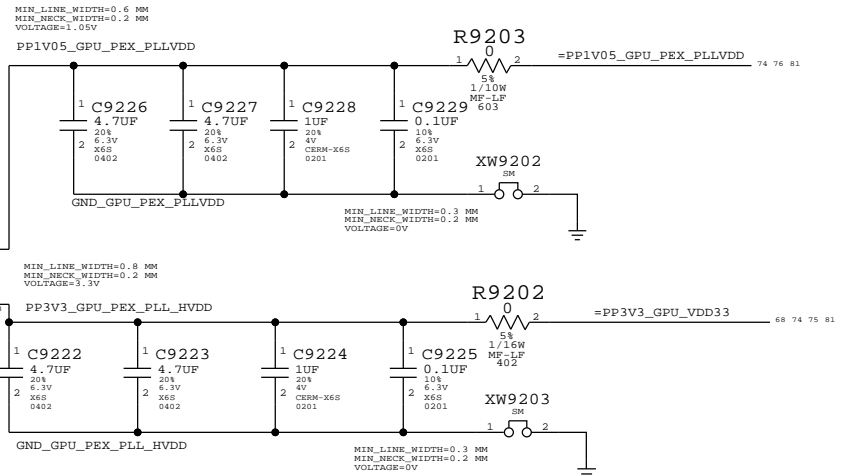 MIN_LINE_WIDTH=0.6 MM
MIN_NECK_WIDTH=0.2 MM
VOLTAGE=1.05V
PP1V05_GPU_PEX_PLLVDD
R9203
0
1 2
5%
1/10W
MF-LF
603
=PP1V05_GPU_PEX_PLLVDD
74 76 81
1 C9226
4.7UF
20%
6.3V
X6S
0402
2
1 C9227
4.7UF
20%
6.3V
X6S
0402
2
1 C9228
1UF
20%
4V
CERM-X6S
0201
2
1 C9229
0.1UF
10%
6.3V
X6S
0201
2
XW9202
SM
1 2
GND_GPU_PEX_PLLVDD
MIN_LINE_WIDTH=0.3 MM
MIN_NECK_WIDTH=0.2 MM
VOLTAGE=0V
MIN_LINE_WIDTH=0.8 MM
MIN_NECK_WIDTH=0.2 MM
VOLTAGE=3.3V
PP3V3_GPU_PEX_PLL_HVDD
R9202
0
1 2
5%
1/16W
MF-LF
402
=PP3V3_GPU_VDD33
68 74 75 81
1 C9222
4.7UF
20%
6.3V
X6S
0402
2
1 C9223
4.7UF
20%
6.3V
X6S
0402
2
1 C9224
1UF
20%
4V
CERM-X6S
0201
2
1 C9225
0.1UF
10%
6.3V
X6S
0201
2
XW9203
SM
1 2
GND_GPU_PEX_PLL_HVDD
MIN_LINE_WIDTH=0.3 MM
MIN_NECK_WIDTH=0.2 MM
VOLTAGE=0V